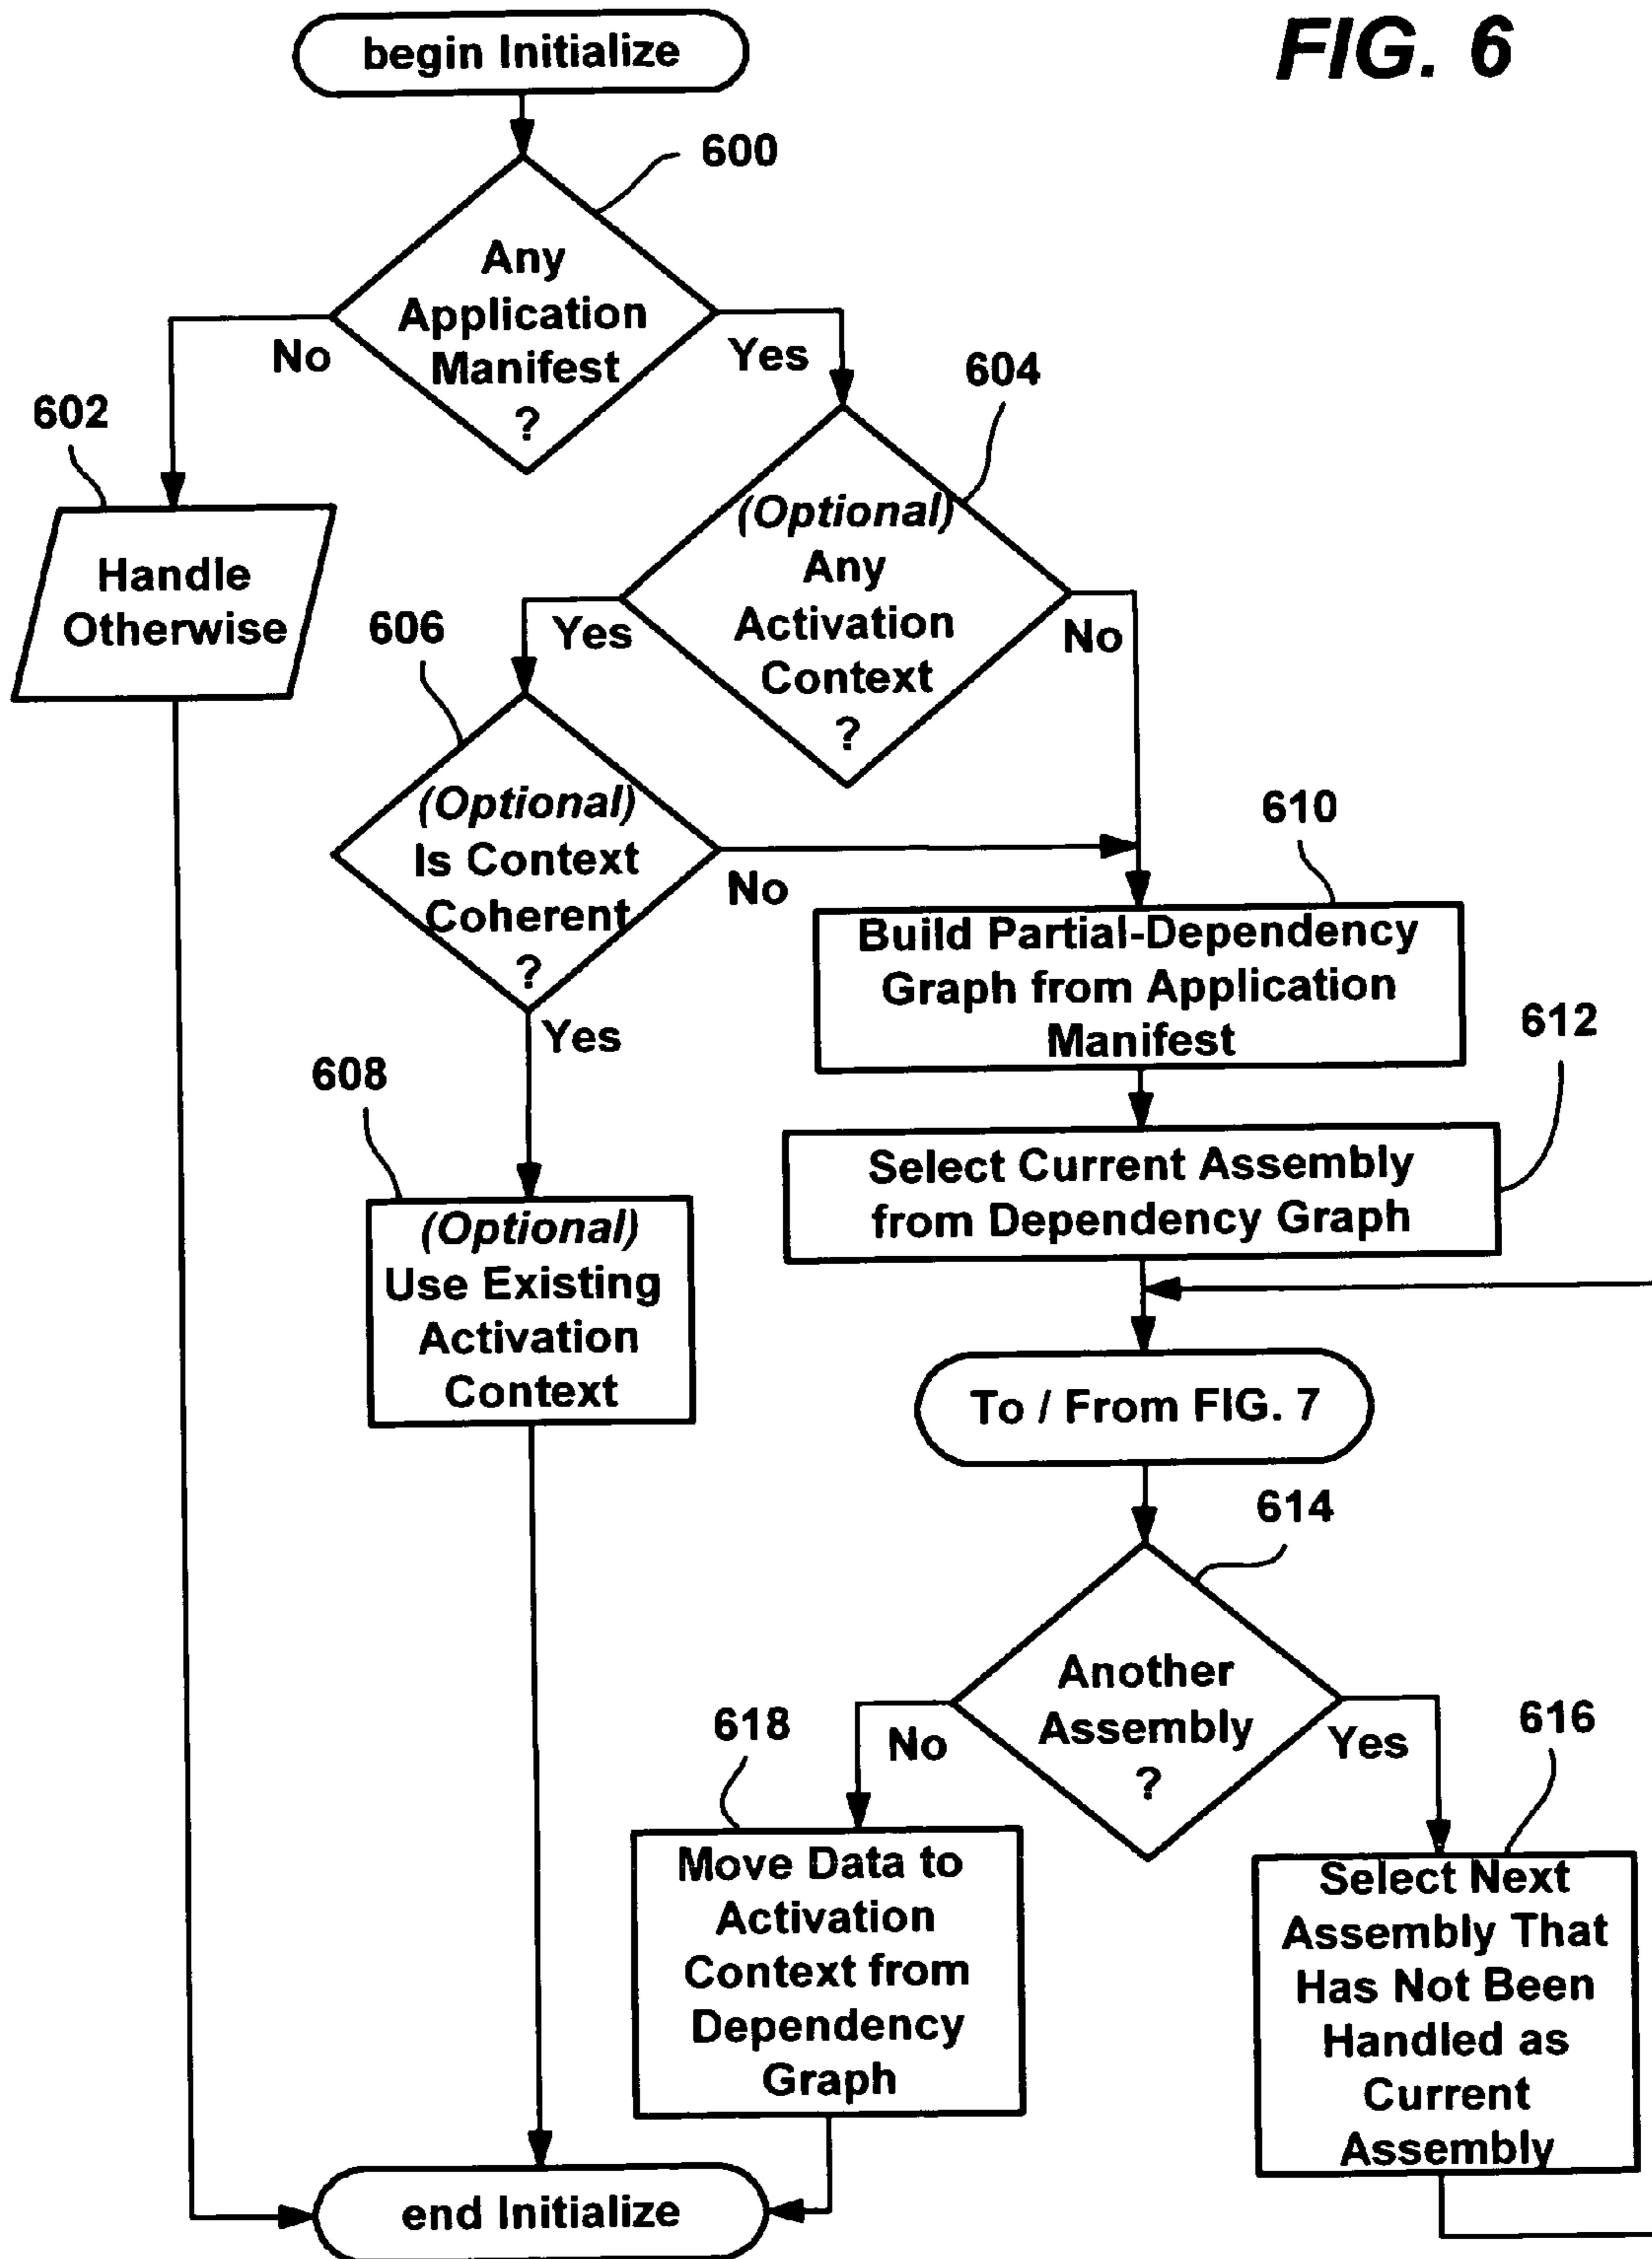 FIG. 6
begin Initialize
600
Any
Application
Manifest
?
No
Yes
602
604
Handle
Otherwise
(Optional)
Any
Activation
Context
?
Yes
No
606
(Optional)
Is Context
Coherent
?
No
Yes
610
Build Partial-Dependency
Graph from Application
Manifest
612
608
Select Current Assembly
from Dependency Graph
(Optional)
Use Existing
Activation
Context
To / From FIG. 7
614
Another
Assembly
?
No
Yes
618
616
Move Data to
Activation
Context from
Dependency
Graph
Select Next
Assembly That
Has Not Been
Handled as
Current
Assembly
end Initialize